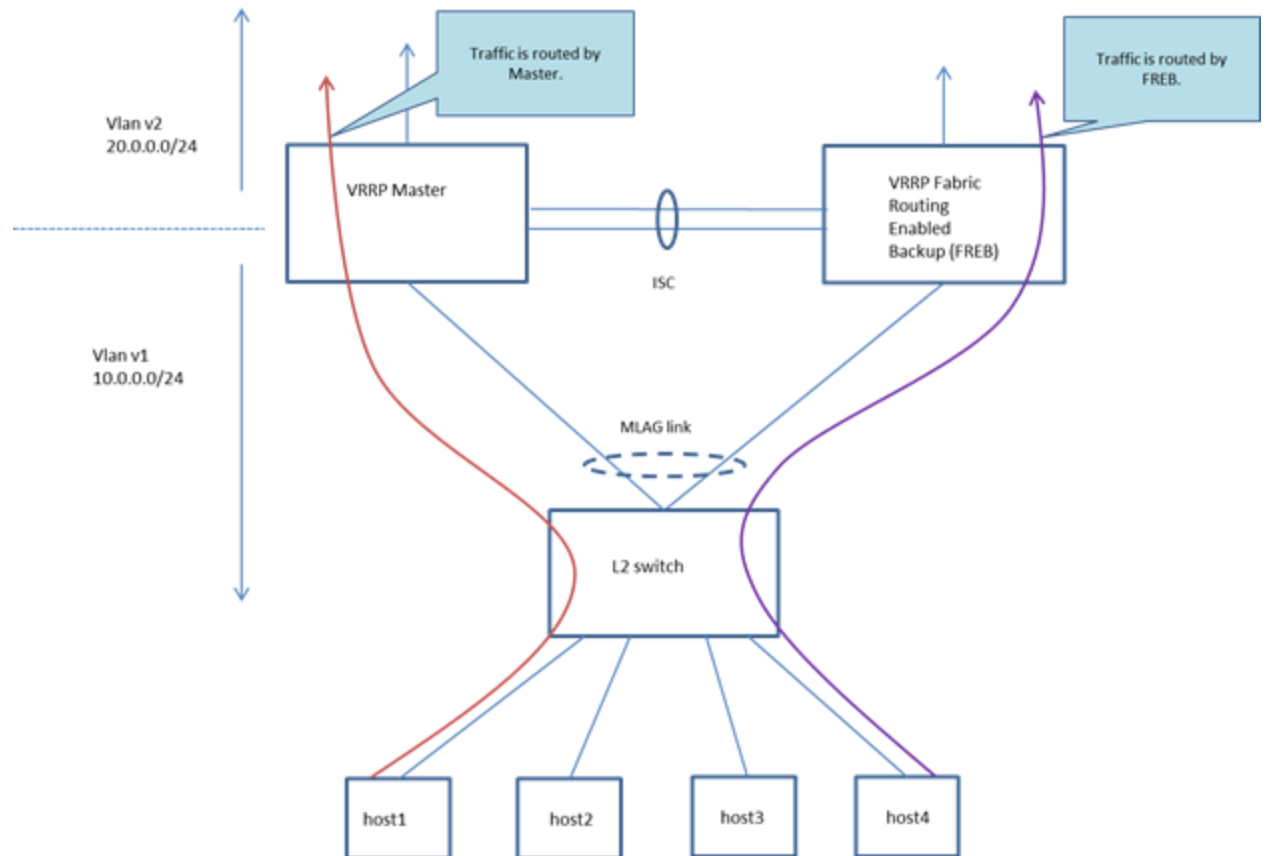 Traffic is routed by
Master.
Traffic is routed by
FREB.
Vlan v2
20.0.0.0/24
VRRP Master
VRRP Fabric
Routing
Enabled
Backup (FREB)
ISC
Vlan v1
10.0.0.0/24
MLAG link
L2 switch
host1
host2
host3
host4